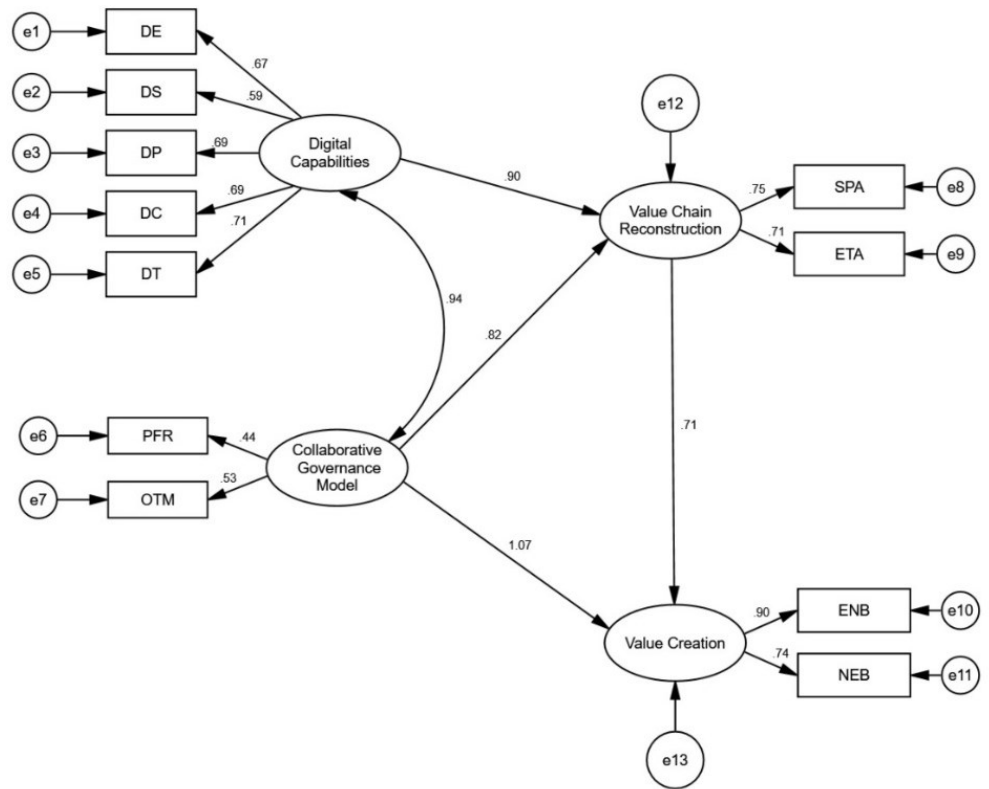 e1
DE
.67
e2
DS
.59
e3
DP
.69
e4
DC
.69
e5
DT
.71
Digital
Capabilities
.90
e12
Value Chain
Reconstruction
.75
SPA
e8
.71
ETA
e9
.94
.82
.71
e6
PFR
.44
e7
OTM
.53
Collaborative
Governance
Model
1.07
Value Creation
.90
ENB
e10
.74
NEB
e11
e13